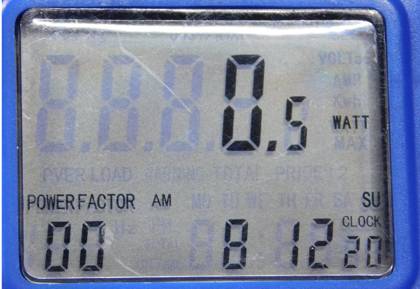 0.5 WATT
POWER FACTOR AM SU
CLOCK
00 8 12 20